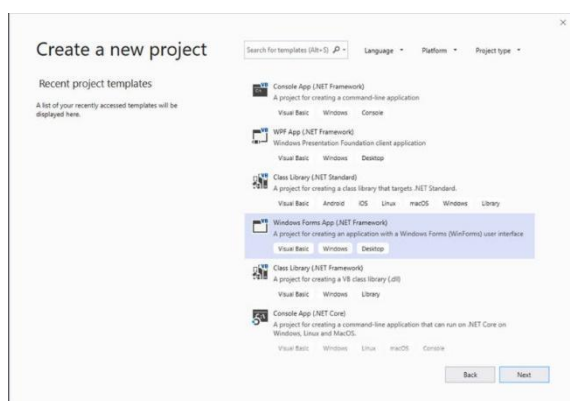 Create a new project
Search for templates (Alt+S)
Language
Platform
Project type
Recent project templates
A list of your recently accessed templates will be
displayed here.
Console App (.NET Framework)
A project for creating a command-line application
Visual Basic Windows Console
WPF App (.NET Framework)
Windows Presentation Foundation client application
Visual Basic Windows Desktop
Class Library (.NET Standard)
A project for creating a class library that targets .NET Standard.
Visual Basic Android iOS Linux macOS Windows Library
Windows Forms App (.NET Framework)
A project for creating an application with a Windows Forms (WinForms) user interface
Visual Basic Windows Desktop
Class Library (.NET Framework)
A project for creating a VB class library (.dll)
Visual Basic Windows Library
Console App (.NET Core)
A project for creating a command-line application that can run on .NET Core on
Windows, Linux and MacOS.
Visual Basic Windows Linux macOS Console
Back Next